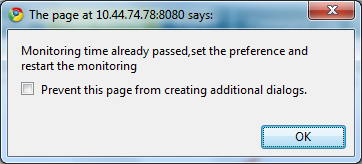 The page at 10.44.74.78:8080 says:
Monitoring time already passed,set the preference and
restart the monitoring
Prevent this page from creating additional dialogs.
OK